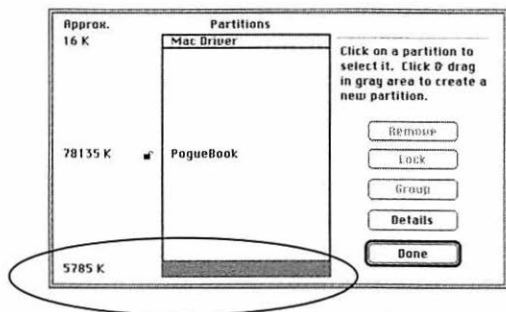 Approx. Partitions
16 K Mac Driver
Click on a partition to
select it. Click & drag
in gray area to create a
new partition.
Remove
78135 K PogueBook
Lock
Group
Details
Done
5785 K